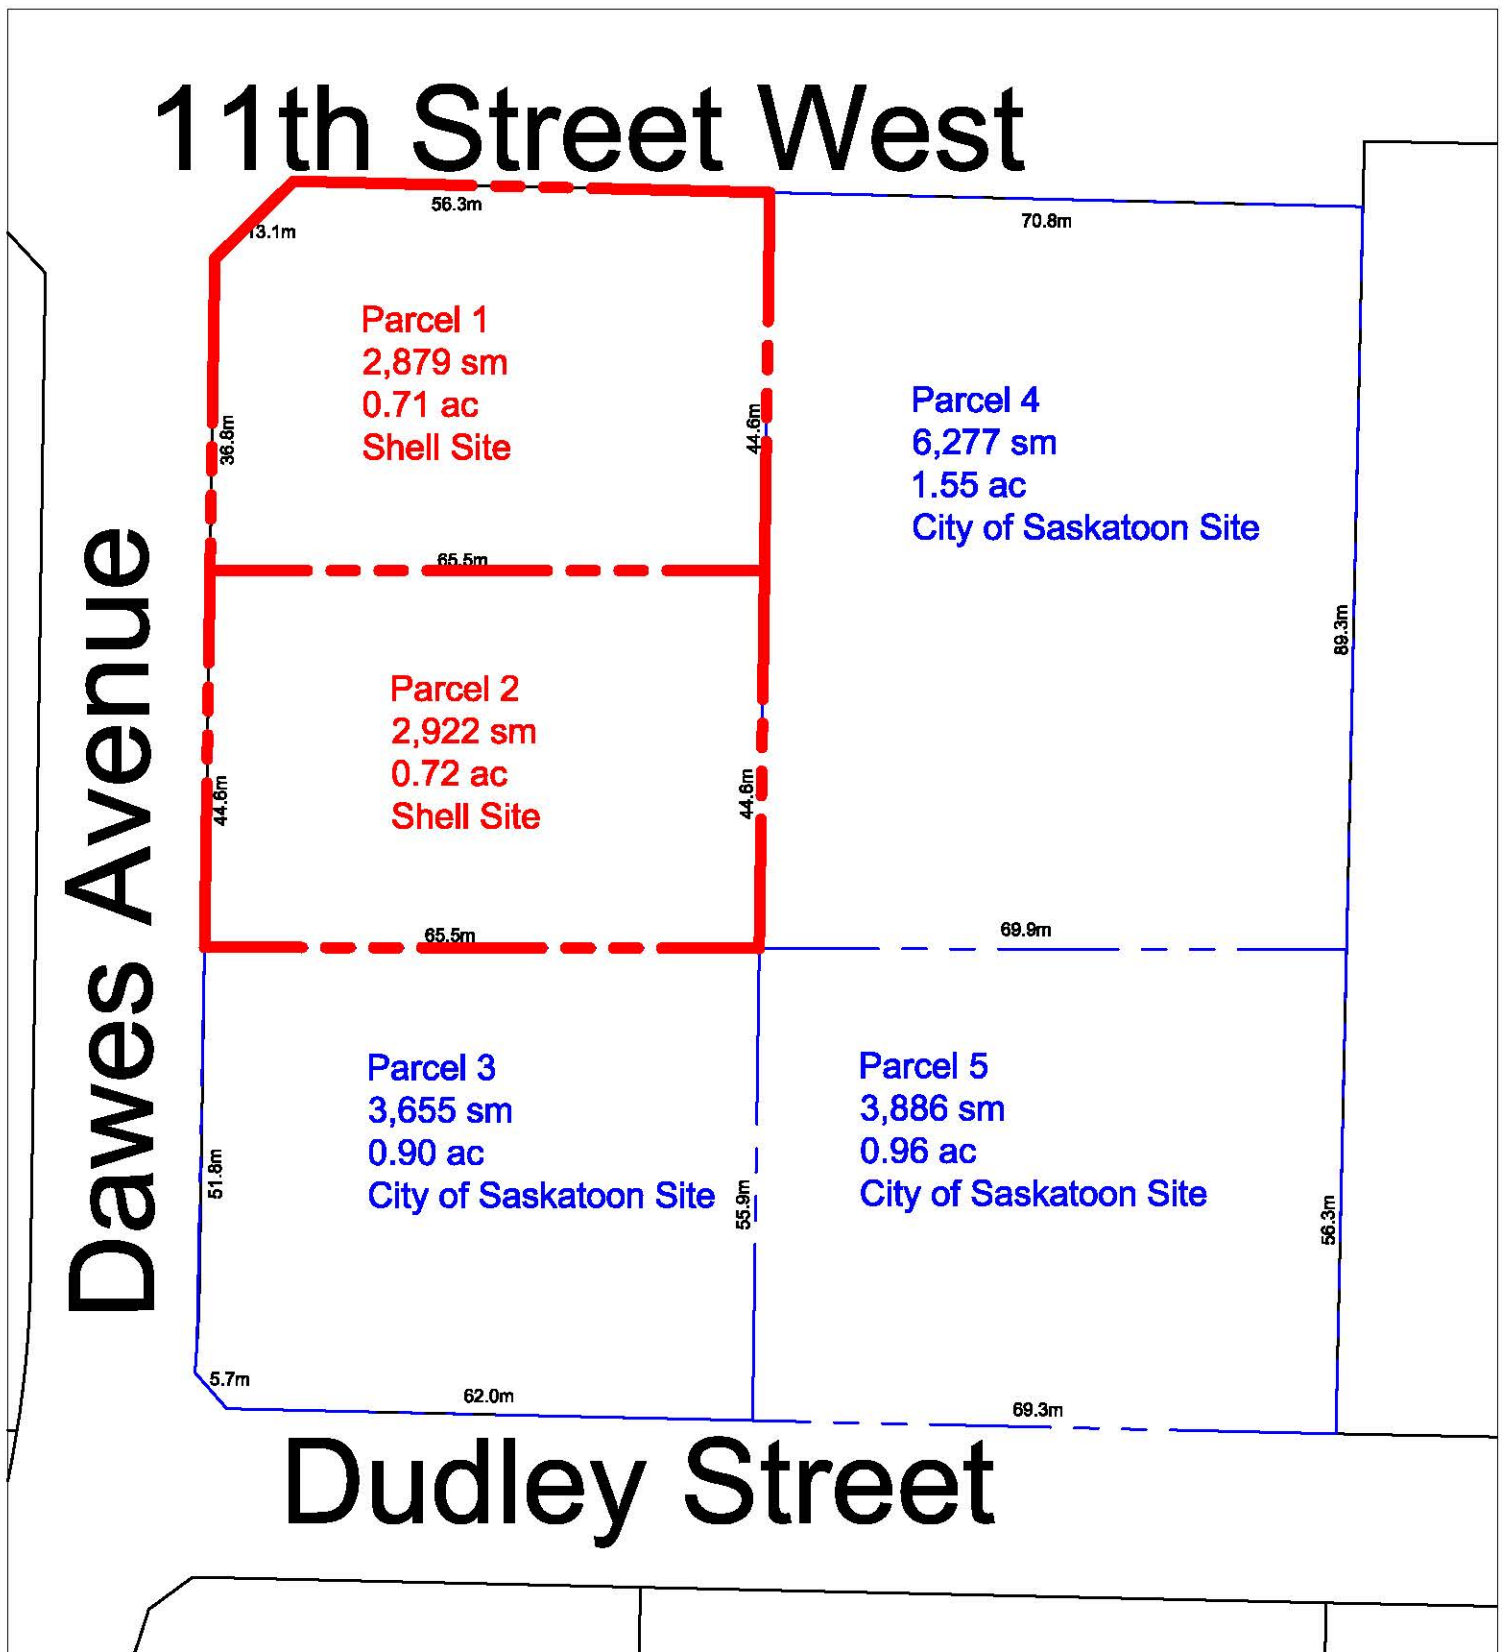 11th Street West
56.3m
70.8m
13.1m
Parcel 1
2,879 sm
0.71 ac
Shell Site
36.8m
44.6m
Parcel 4
6,277 sm
1.55 ac
City of Saskatoon Site
65.5m
89.3m
Dawes Avenue
Parcel 2
2,922 sm
0.72 ac
Shell Site
44.6m
44.6m
65.5m
69.9m
Parcel 3
3,655 sm
0.90 ac
City of Saskatoon Site
Parcel 5
3,886 sm
0.96 ac
City of Saskatoon Site
51.8m
55.9m
56.3m
5.7m
62.0m
69.3m
Dudley Street